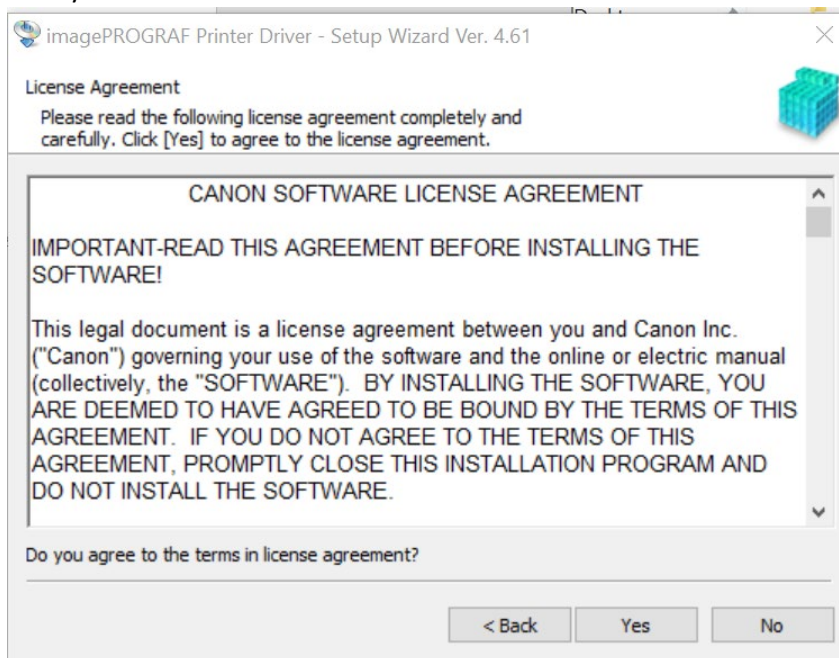 imagePROGRAF Printer Driver - Setup Wizard Ver. 4.61
License Agreement
Please read the following license agreement completely and
carefully. Click [Yes] to agree to the license agreement.
CANON SOFTWARE LICENSE AGREEMENT
IMPORTANT-READ THIS AGREEMENT BEFORE INSTALLING THE
SOFTWARE!
This legal document is a license agreement between you and Canon Inc.
("Canon") governing your use of the software and the online or electric manual
(collectively, the "SOFTWARE").  BY INSTALLING THE SOFTWARE, YOU
ARE DEEMED TO HAVE AGREED TO BE BOUND BY THE TERMS OF THIS
AGREEMENT.  IF YOU DO NOT AGREE TO THE TERMS OF THIS
AGREEMENT, PROMPTLY CLOSE THIS INSTALLATION PROGRAM AND
DO NOT INSTALL THE SOFTWARE.
Do you agree to the terms in license agreement?
< Back Yes No